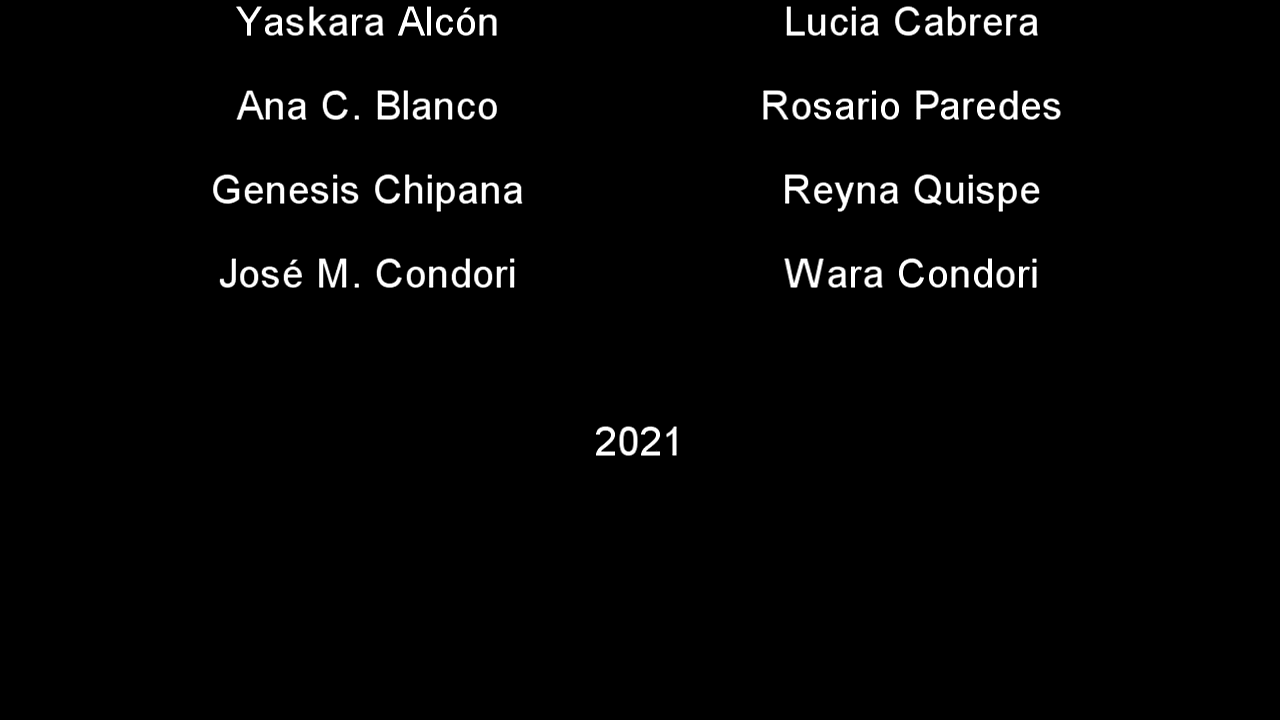 Yaskara Alcón Lucia Cabrera
Ana C. Blanco Rosario Paredes
Genesis Chipana Reyna Quispe
José M. Condori Wara Condori
2021